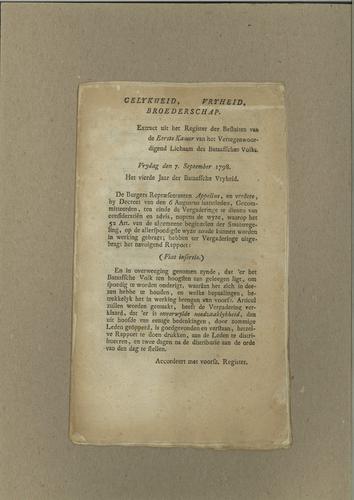 GELYKHEID, VRYHEID,
BROEDERSCHAP.
Extract uit het Register der Besluiten van
de Eerste Kamer van het Vertegenwoor-
digend Lichaam des Bataafschen Volks.
Vrydag den 7. September 1798.
Het vierde Jaar der Bataafsche Vryheid.
De Burgers Repræsentanten Appelius, en verdere,
by Decreet van den 6 Augustus laatstleden, Gecom-
mitteerden, ten einde de Vergaderinge te dienen van
consideratien en advis, nopens de wyze, waarop het
52 Art. van de algemeene beginselen der Staatsrege-
ling, op de allerspoedigste wyze zoude kunnen worden
in werking gebragt; hebben ter Vergaderinge uitge-
bragt het navolgend Rapport:
(Fiat insertio.)
En in overweeging genomen zynde, dat 'er het
Bataafsche Volk ten hoogsten aan geleegen ligt, om
spoedig te worden onderrigt, waaraan het zich in dee-
zen hebbe te houden, en welke bepaalingen, be-
trekkelyk het in werking brengen van voorsz. Articul
zullen worden gemaakt, heeft de Vergadering ver-
klaard, dat 'er is onverwylde noodzaaklykheid, dan
uit hoofde van eenige bedenkingen, door sommige
Leden geöpperd, is goedgevonden en verstaan, hetzel-
ve Rapport te doen drukken, aan de Leden te distri-
bueeren, en twee dagen na de distributie aan de orde
van den dag te stellen.
Accordeert met voorsz. Register.